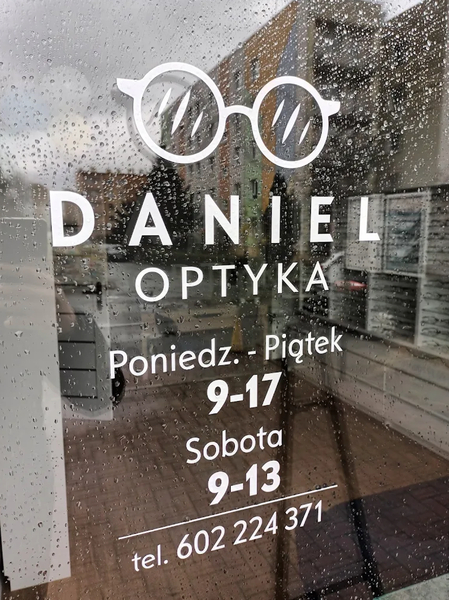 DANIEL
OPTYKA
Poniedz. - Piątek
9-17
Sobota
9-13
tel. 602 224 371